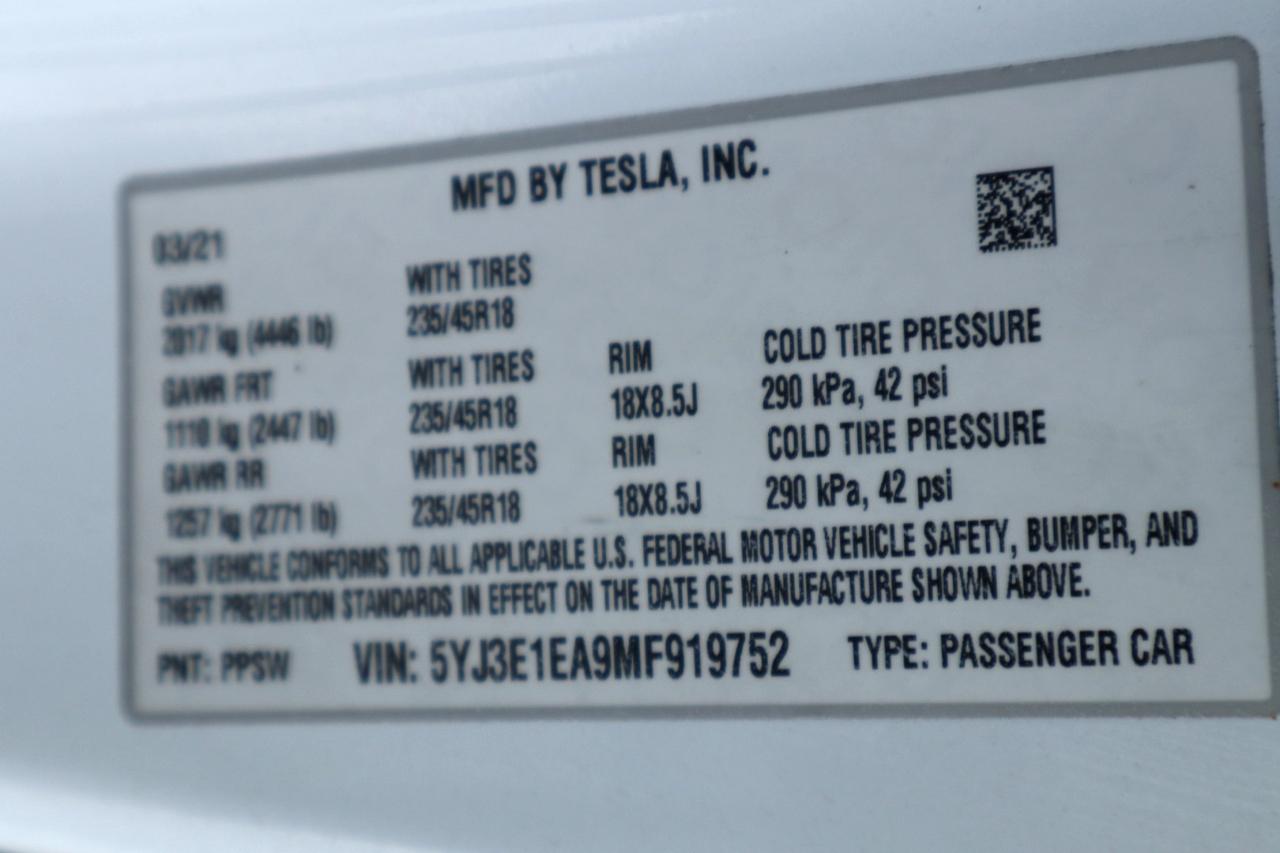 MFD BY TESLA, INC.
03/21
GVWR WITH TIRES
2017 kg (4446 lb) 235/45R18
GAWR FRT WITH TIRES RIM COLD TIRE PRESSURE
1110 kg (2447 lb) 235/45R18 18X8.5J 290 kPa, 42 psi
GAWR RR WITH TIRES RIM COLD TIRE PRESSURE
1257 kg (2771 lb) 235/45R18 18X8.5J 290 kPa, 42 psi
THIS VEHICLE CONFORMS TO ALL APPLICABLE U.S. FEDERAL MOTOR VEHICLE SAFETY, BUMPER, AND
THEFT PREVENTION STANDARDS IN EFFECT ON THE DATE OF MANUFACTURE SHOWN ABOVE.
PNT: PPSW VIN: 5YJ3E1EA9MF919752 TYPE: PASSENGER CAR